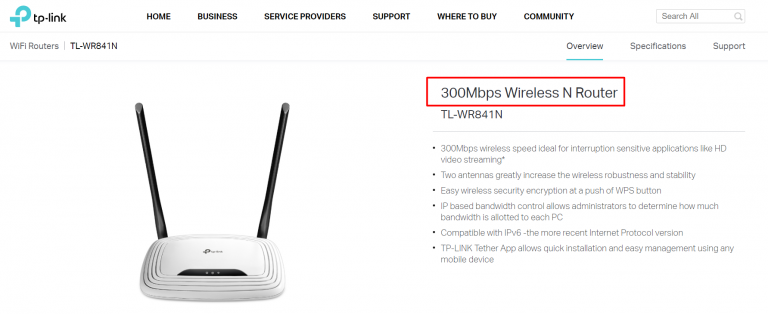 tp-link
HOME
BUSINESS
SERVICE PROVIDERS
SUPPORT
WHERE TO BUY
COMMUNITY
Search All
WiFi Routers | TL-WR841N
Overview
Specifications
Support
300Mbps Wireless N Router
TL-WR841N
• 300Mbps wireless speed ideal for interruption sensitive applications like HD
video streaming*
• Two antennas greatly increase the wireless robustness and stability
• Easy wireless security encryption at a push of WPS button
• IP based bandwidth control allows administrators to determine how much
bandwidth is allotted to each PC
• Compatible with IPv6 -the more recent Internet Protocol version
• TP-LINK Tether App allows quick installation and easy management using any
mobile device
tp-link